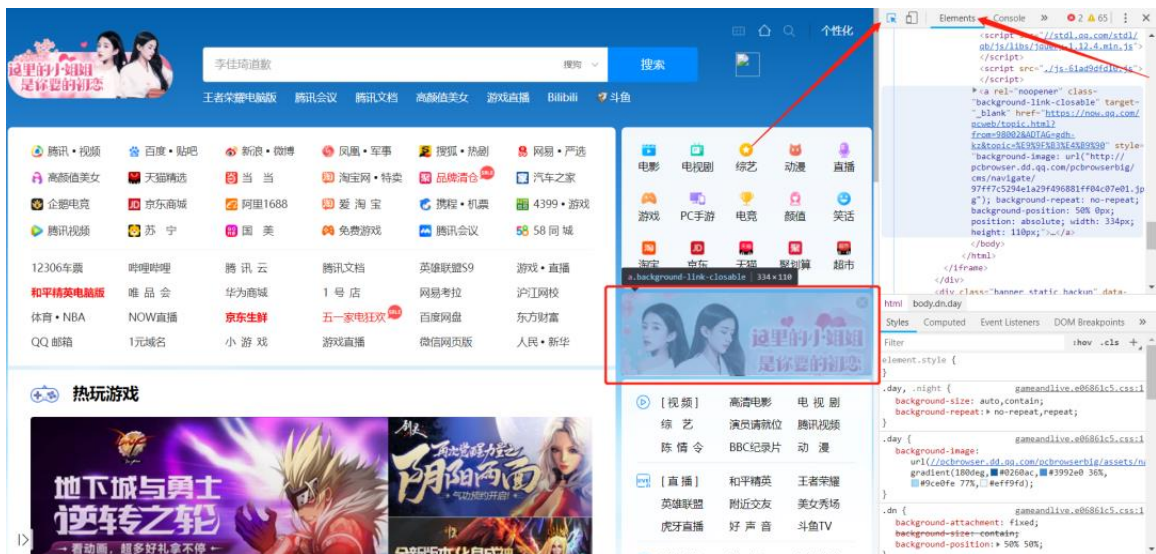 个性化
这里的小姐姐
是你要的初恋
李佳琦道歉 搜狗 搜索
王者荣耀电脑版 腾讯会议 腾讯文档 高颜值美女 游戏直播 Bilibili 斗鱼
腾讯•视频 百度•贴吧 新浪•微博 凤凰•军事 搜狐•热剧 网易•严选
高颜值美女 天猫精选 当 当 淘宝网•特卖 品牌清仓 汽车之家
企鹅电竞 京东商城 阿里1688 爱 淘 宝 携程•机票 4399•游戏
腾讯视频 苏 宁 国 美 免费游戏 腾讯会议 58 同 城
12306车票 哔哩哔哩 腾 讯 云 腾讯文档 英雄联盟S9 游戏•直播
和平精英电脑版 唯 品 会 华为商城 1 号 店 网易考拉 沪江网校
体育•NBA NOW直播 京东生鲜 五一家电狂欢 百度网盘 东方财富
QQ 邮箱 1元域名 小 游 戏 游戏直播 微信网页版 人民•新华
热玩游戏
地下城与勇士
逆转之轮
→ 看动画，超多好礼拿不停 ←
再次觉醒力量之
阴阳两面
气功预约开启
电影 电视剧 综艺 动漫 直播
游戏 PC手游 电竞 颜值 笑话
淘宝 京东 天猫 聚划算 超市
a.background-link-closable 334×110
这里的小姐姐
是你要的初恋
[视频] 高清电影 电 视 剧
综 艺 演员请就位 腾讯视频
陈 情 令 BBC纪录片 动 漫
[直播] 和平精英 王者荣耀
英雄联盟 附近交友 美女秀场
虎牙直播 好 声 音 斗鱼TV
Elements Console » 2 65
<script src="//stdl.qq.com/stdl/
qb/js/libs/jquery-1.12.4.min.js">
</script>
<script src="./js-61ad9dfd10.js">
</script>
<a rel="noopener" class=
"background-link-closable" target=
"_blank" href="https://now.qq.com/
pcweb/topic.html?
from=98002&ADTAG=gdh-
kz&topic=%E9%9F%B3%E4%B9%90" style=
"background-image: url("http://
pcbrowser.dd.qq.com/pcbrowserbig/
cms/navigate/
97ff7c5294e1a29f496881ff04c07e01.jp
g"); background-repeat: no-repeat;
background-position: 50% 0px;
position: absolute; width: 334px;
height: 110px;">…</a>
</body>
</html>
</iframe>
</div>
<div class="banner static backup" data-
html body.dn.day
Styles Computed Event Listeners DOM Breakpoints »
Filter :hov .cls +
element.style {
}
.day, .night { gameandlive.e06861c5.css:1
background-size: auto,contain;
background-repeat: no-repeat,repeat;
}
.day { gameandlive.e06861c5.css:1
background-image:
url(//pcbrowser.dd.qq.com/pcbrowserbig/assets/na
gradient(180deg, #0260ac, #3992e0 36%,
#9ce0fe 77%, #eff9fd);
}
.dn { gameandlive.e06861c5.css:1
background-attachment: fixed;
background-size: contain;
background-position: 50% 50%;